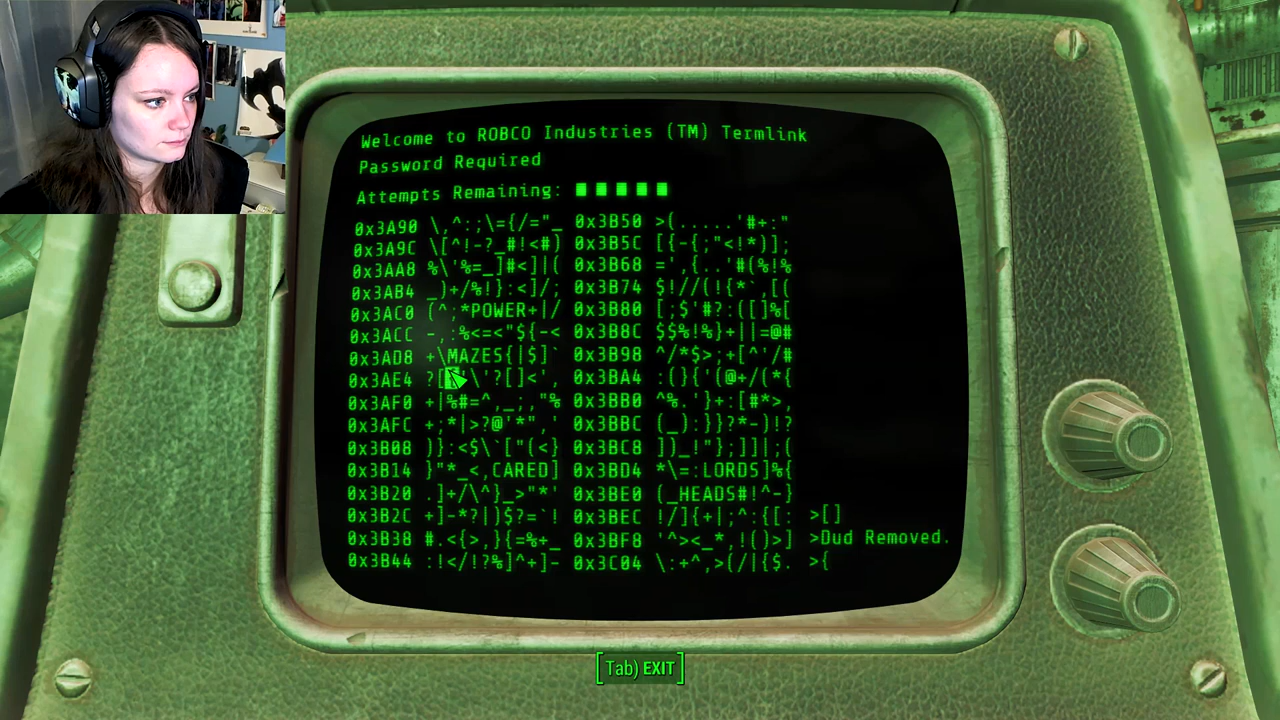 Welcome to ROBCO Industries (TM) Termlink
Password Required
Attempts Remaining: ■ ■ ■ ■ ■
0x3A90 \,^:;\={/="_ 0x3B50 >(.....'#+:"
0x3A9C \[^!-?_#!<#) 0x3B5C [{-{;"<!*)];
0x3AA8 %\'%=_]#<]|( 0x3B68 =',{..'#(%!%
0x3AB4 _)+/%!}:<]/; 0x3B74 $!//(!{*`,[(
0x3AC0 (^;*POWER+|/ 0x3B80 [;$'#?:([]%[
0x3ACC -,:%<=<"${-< 0x3B8C $$%!%}+||=@#
0x3AD8 +\MAZES{|$]` 0x3B98 ^/*$>;+[^'/#
0x3AE4 ?[{'\'?[]<', 0x3BA4 :(}{'(@+/(*{
0x3AF0 +|%#=^,_;,"% 0x3BB0 ^%.'}+:[#*>,
0x3AFC +;*|>?@'*",' 0x3BBC (_):}}?*-)!?
0x3B08 )}:<$\`["(<} 0x3BC8 ])_!"};]]|;(
0x3B14 }"*_<,CARED] 0x3BD4 *\=:LORDS]%{
0x3B20 .]+/\^}_>"*' 0x3BE0 (_HEADS#!^-}
0x3B2C +]-*?|)$?=`! 0x3BEC !/]{+|;^:{[: >[]
0x3B38 #.<{>,}{=%+_ 0x3BF8 '^><_*,!()>] >Dud Removed.
0x3B44 :!</!?%]^+]- 0x3C04 \:+^,>(/|{$. >{
[Tab) EXIT]